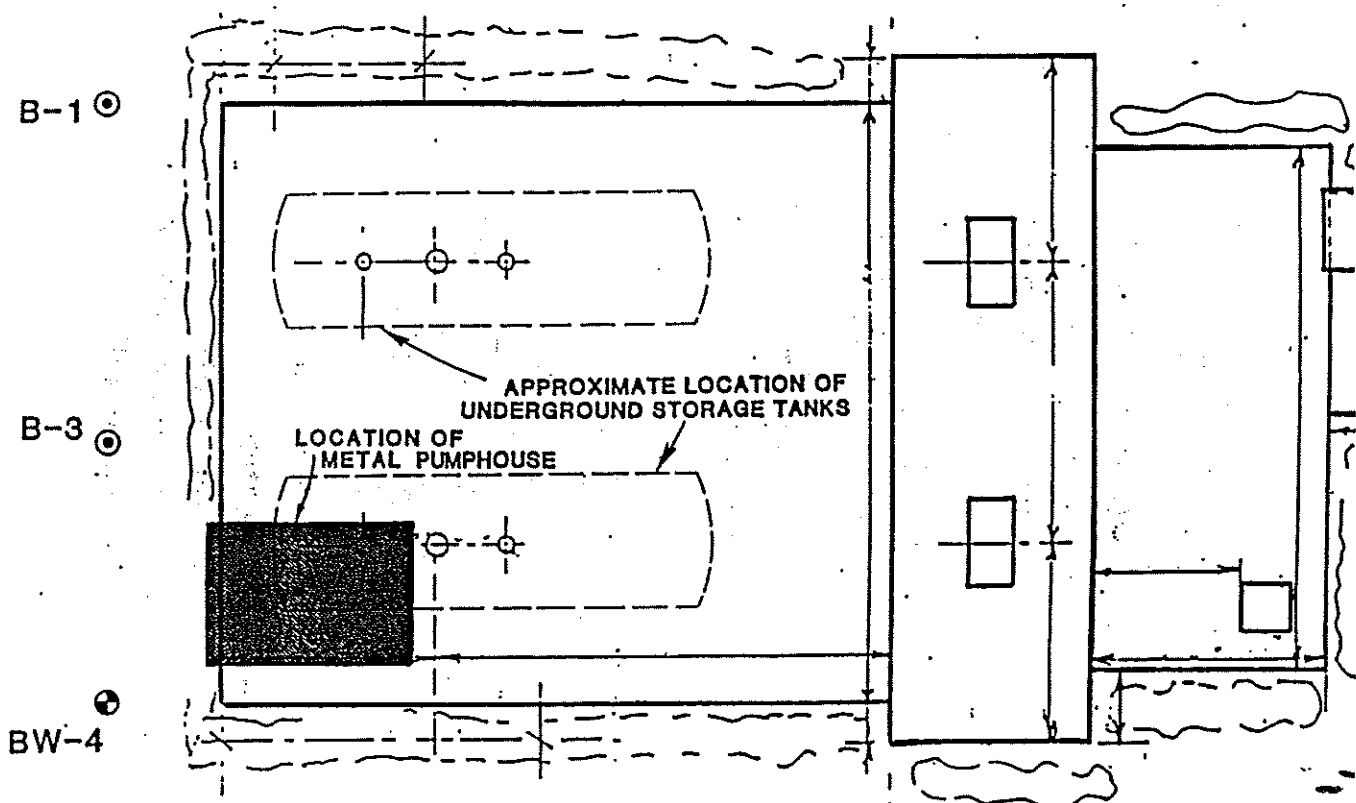 B-1
APPROXIMATE LOCATION OF
UNDERGROUND STORAGE TANKS
B-3
LOCATION OF
METAL PUMPHOUSE
BW-4